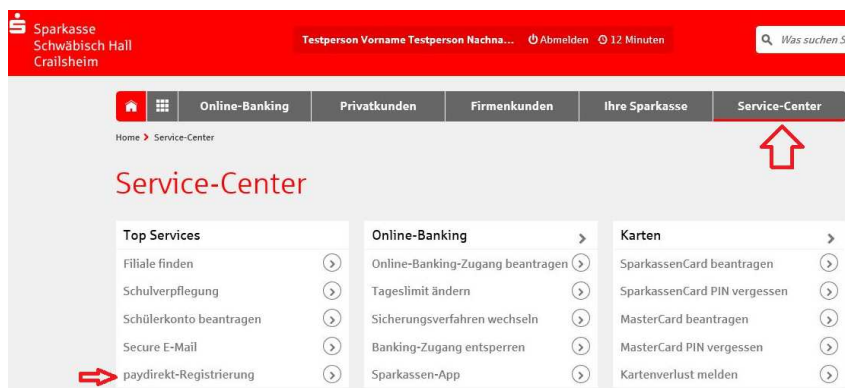 Sparkasse
Schwäbisch Hall
Crailsheim
Testperson Vorname Testperson Nachna... Abmelden 12 Minuten
Was suchen S
Online-Banking Privatkunden Firmenkunden Ihre Sparkasse Service-Center
Home > Service-Center
Service-Center
Top Services
Filiale finden
Schulverpflegung
Schülerkonto beantragen
Secure E-Mail
paydirekt-Registrierung
Online-Banking
Online-Banking-Zugang beantragen
Tageslimit ändern
Sicherungsverfahren wechseln
Banking-Zugang entsperren
Sparkassen-App
Karten
SparkassenCard beantragen
SparkassenCard PIN vergessen
MasterCard beantragen
MasterCard PIN vergessen
Kartenverlust melden